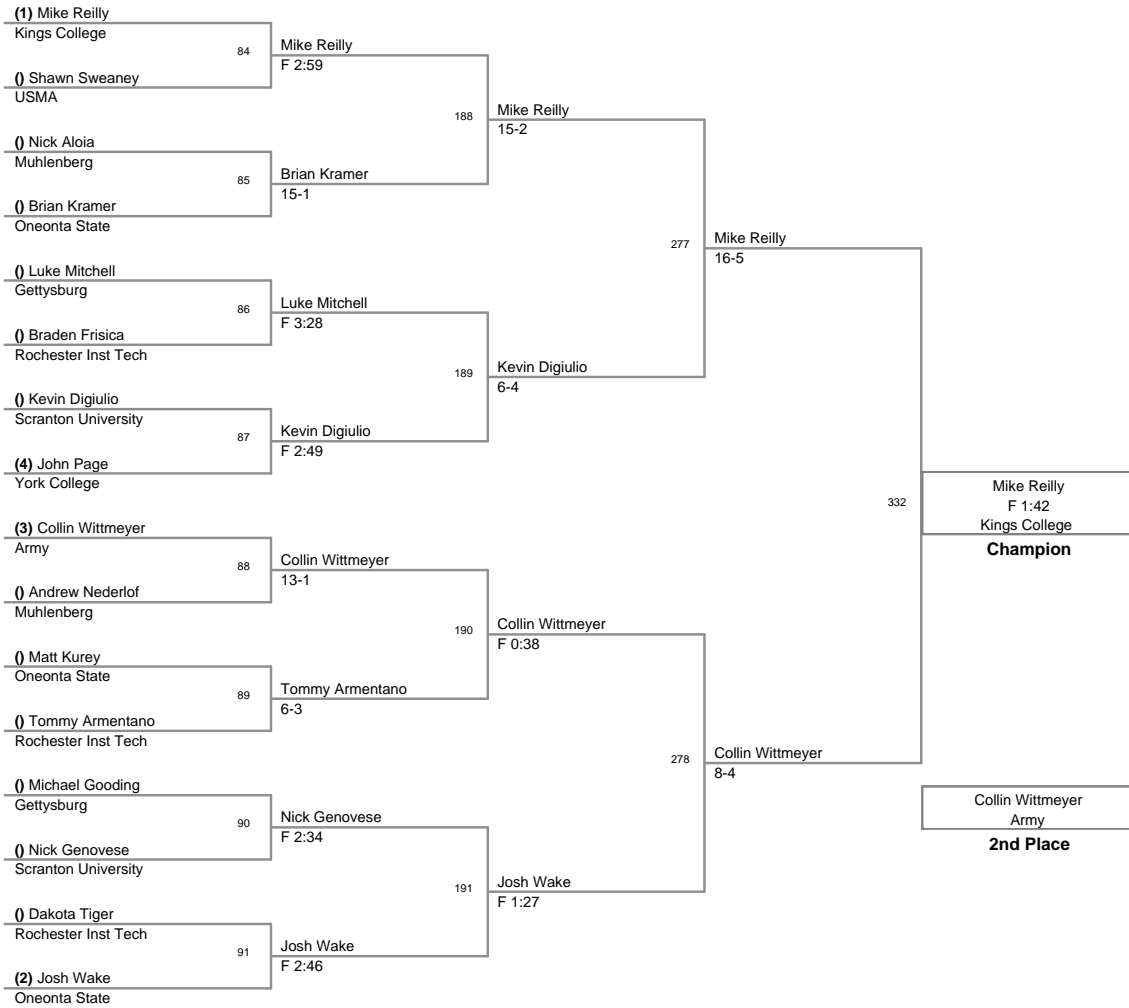 (1) Mike Reilly
Kings College
84
() Shawn Sweaney
USMA
Mike Reilly
F 2:59
188
() Nick Aloia
Muhlenberg
85
() Brian Kramer
Oneonta State
Brian Kramer
15-1
Mike Reilly
15-2
277
() Luke Mitchell
Gettysburg
86
() Braden Frisica
Rochester Inst Tech
Luke Mitchell
F 3:28
189
() Kevin Digiulio
Scranton University
87
(4) John Page
York College
Kevin Digiulio
F 2:49
Kevin Digiulio
6-4
Mike Reilly
16-5
332
(3) Collin Wittmeyer
Army
88
() Andrew Nederlof
Muhlenberg
Collin Wittmeyer
13-1
190
() Matt Kurey
Oneonta State
89
() Tommy Armentano
Rochester Inst Tech
Tommy Armentano
6-3
Collin Wittmeyer
F 0:38
278
() Michael Gooding
Gettysburg
90
() Nick Genovese
Scranton University
Nick Genovese
F 2:34
191
() Dakota Tiger
Rochester Inst Tech
91
(2) Josh Wake
Oneonta State
Josh Wake
F 2:46
Josh Wake
F 1:27
Collin Wittmeyer
8-4
Mike Reilly
F 1:42
Kings College
Champion
Collin Wittmeyer
Army
2nd Place